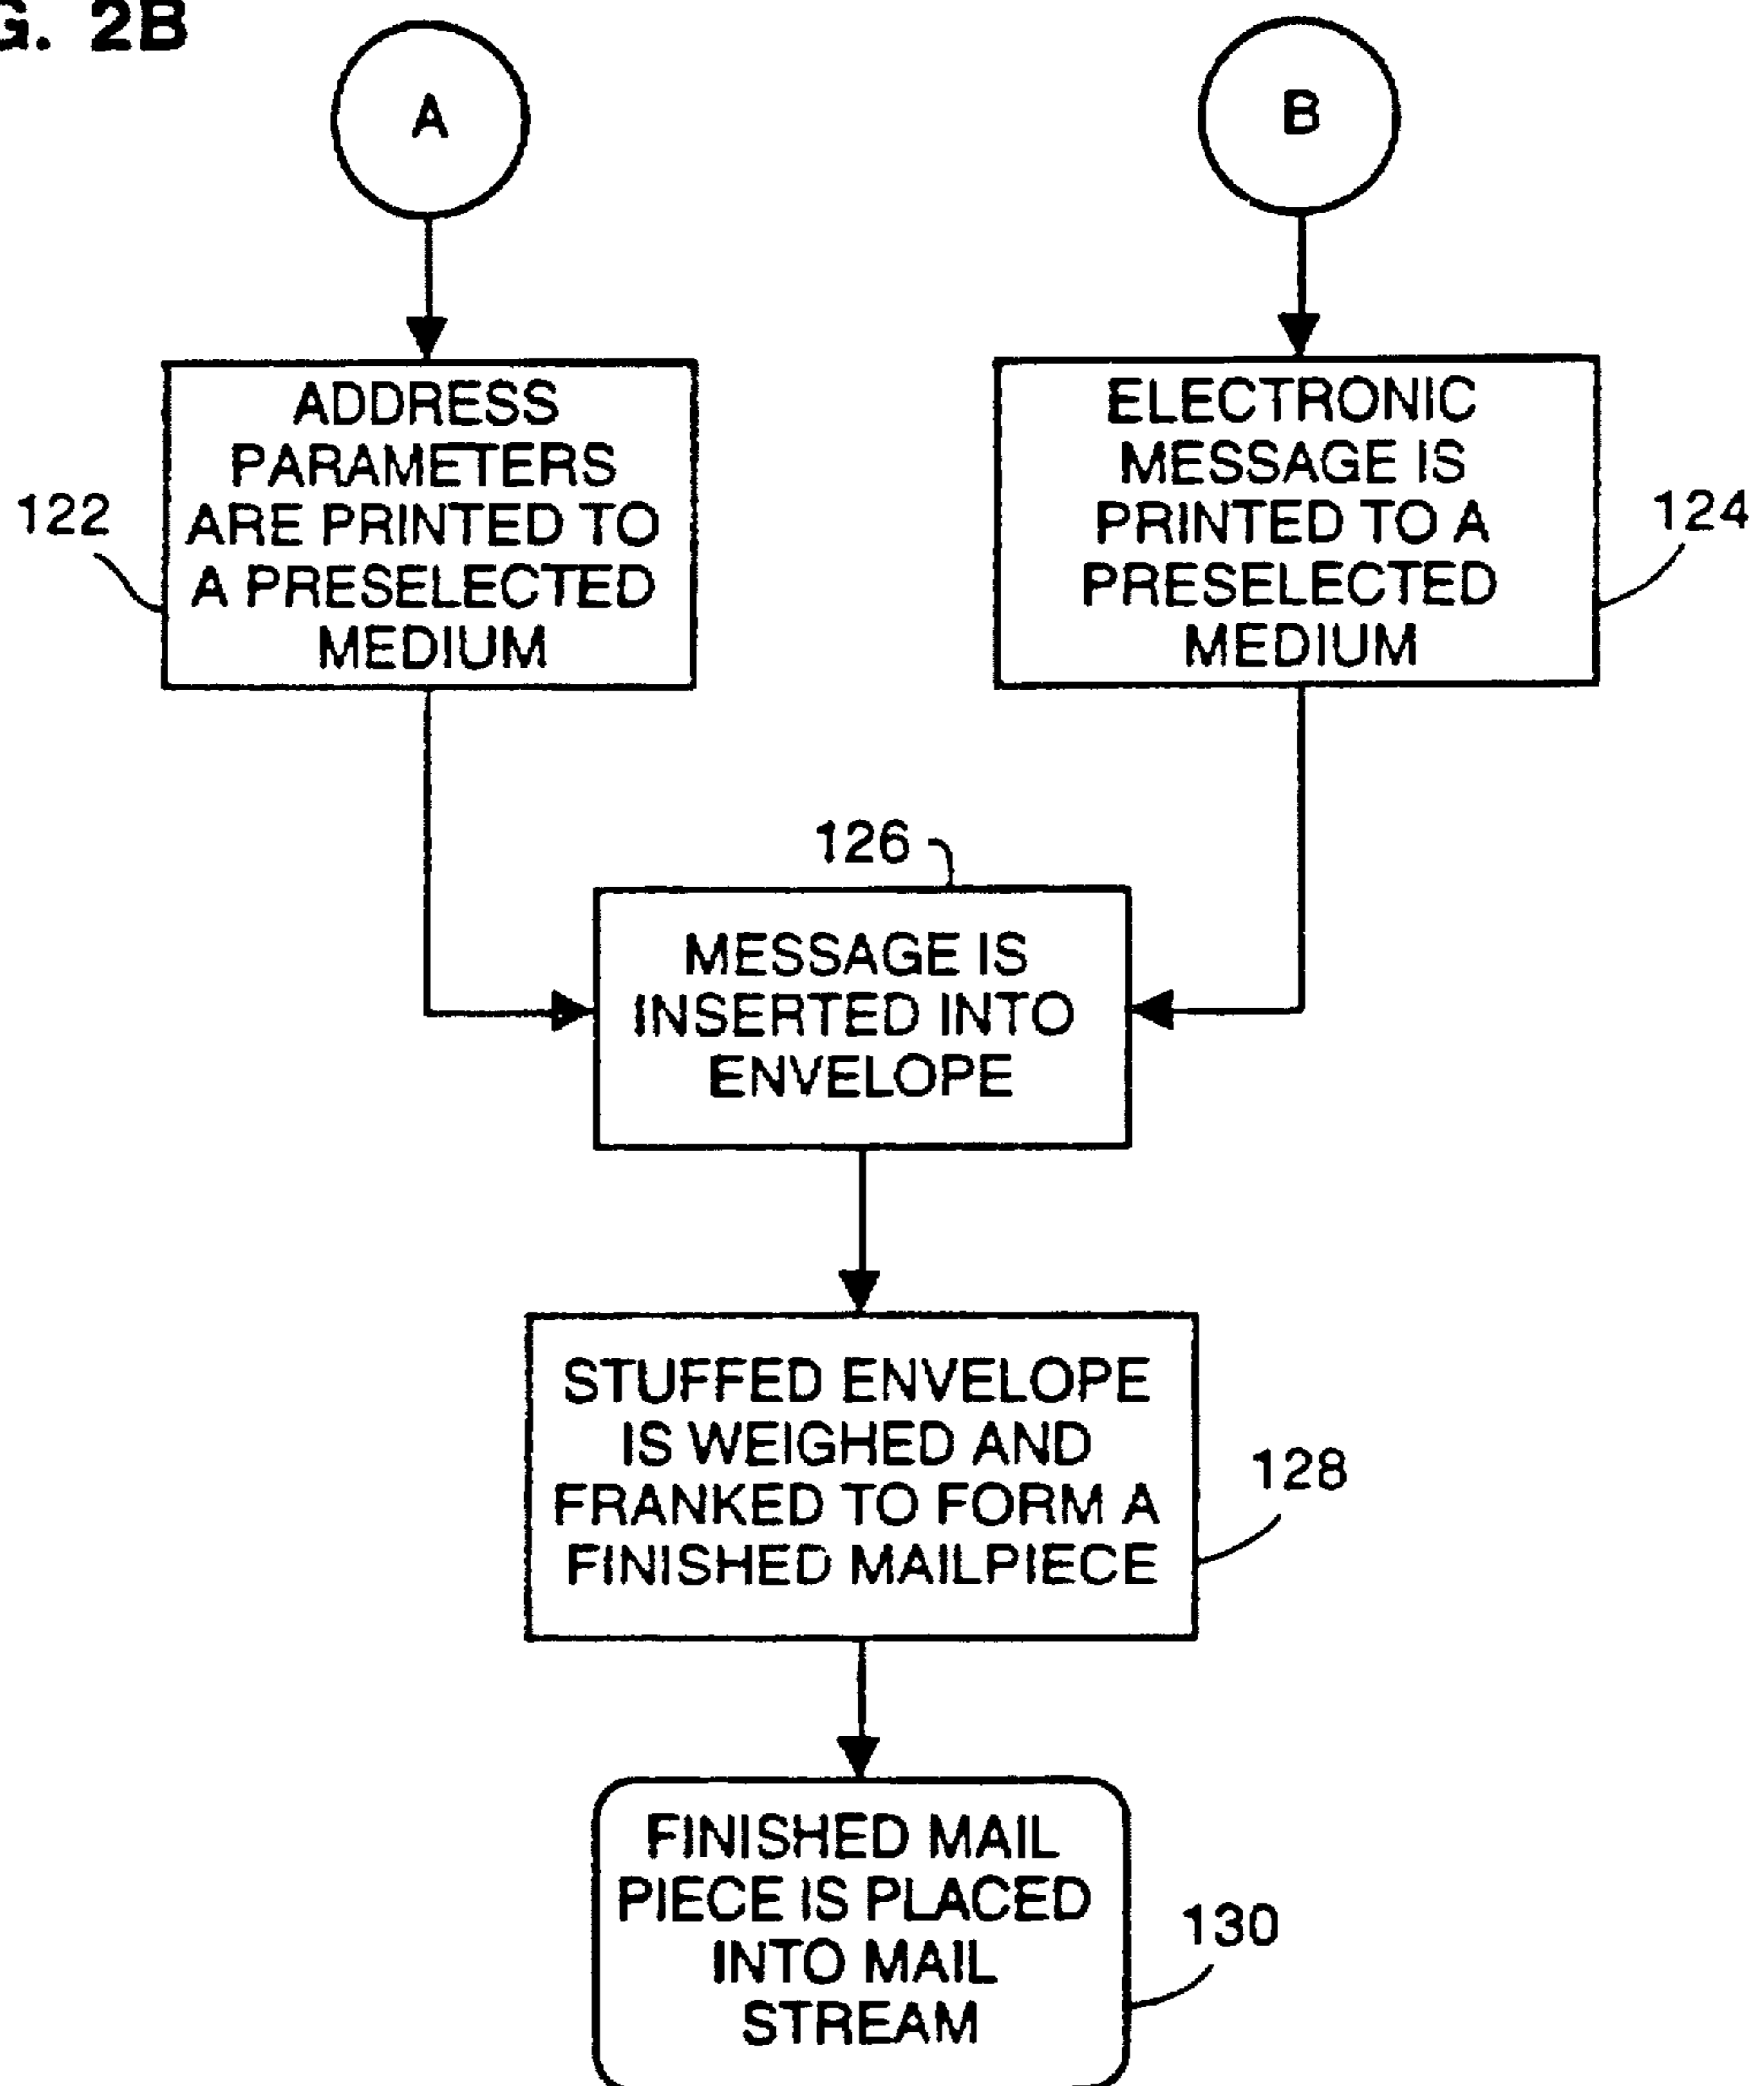 G. 2B
A
B
ADDRESS
PARAMETERS
ARE PRINTED TO
A PRESELECTED
MEDIUM
122
ELECTRONIC
MESSAGE IS
PRINTED TO A
PRESELECTED
MEDIUM
124
126
MESSAGE IS
INSERTED INTO
ENVELOPE
STUFFED ENVELOPE
IS WEIGHED AND
FRANKED TO FORM A
FINISHED MAILPIECE
128
FINISHED MAIL
PIECE IS PLACED
INTO MAIL
STREAM
130